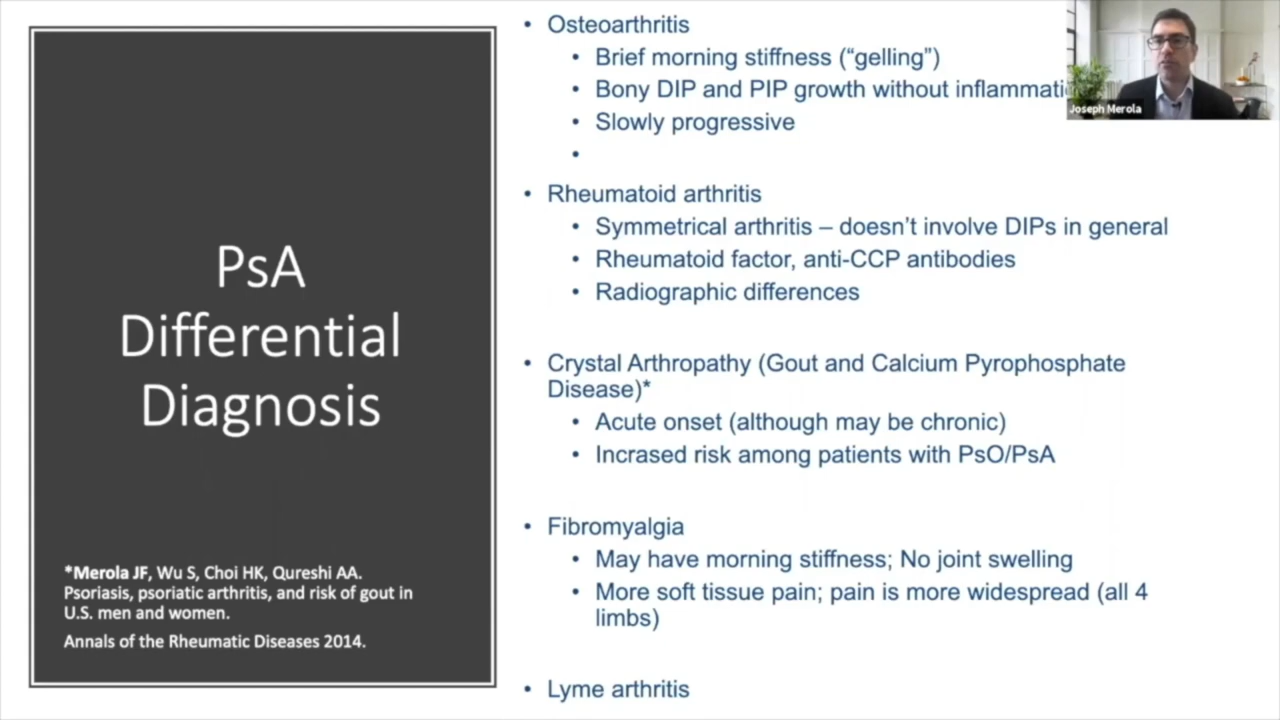 PsA
Differential
Diagnosis
*Merola JF, Wu S, Choi HK, Qureshi AA.
Psoriasis, psoriatic arthritis, and risk of gout in
U.S. men and women.
Annals of the Rheumatic Diseases 2014.
• Osteoarthritis
• Brief morning stiffness (“gelling”)
• Bony DIP and PIP growth without inflammati
• Slowly progressive
•
• Rheumatoid arthritis
• Symmetrical arthritis – doesn’t involve DIPs in general
• Rheumatoid factor, anti-CCP antibodies
• Radiographic differences
• Crystal Arthropathy (Gout and Calcium Pyrophosphate
Disease)*
• Acute onset (although may be chronic)
• Incrased risk among patients with PsO/PsA
• Fibromyalgia
• May have morning stiffness; No joint swelling
• More soft tissue pain; pain is more widespread (all 4
limbs)
• Lyme arthritis
Joseph Merola